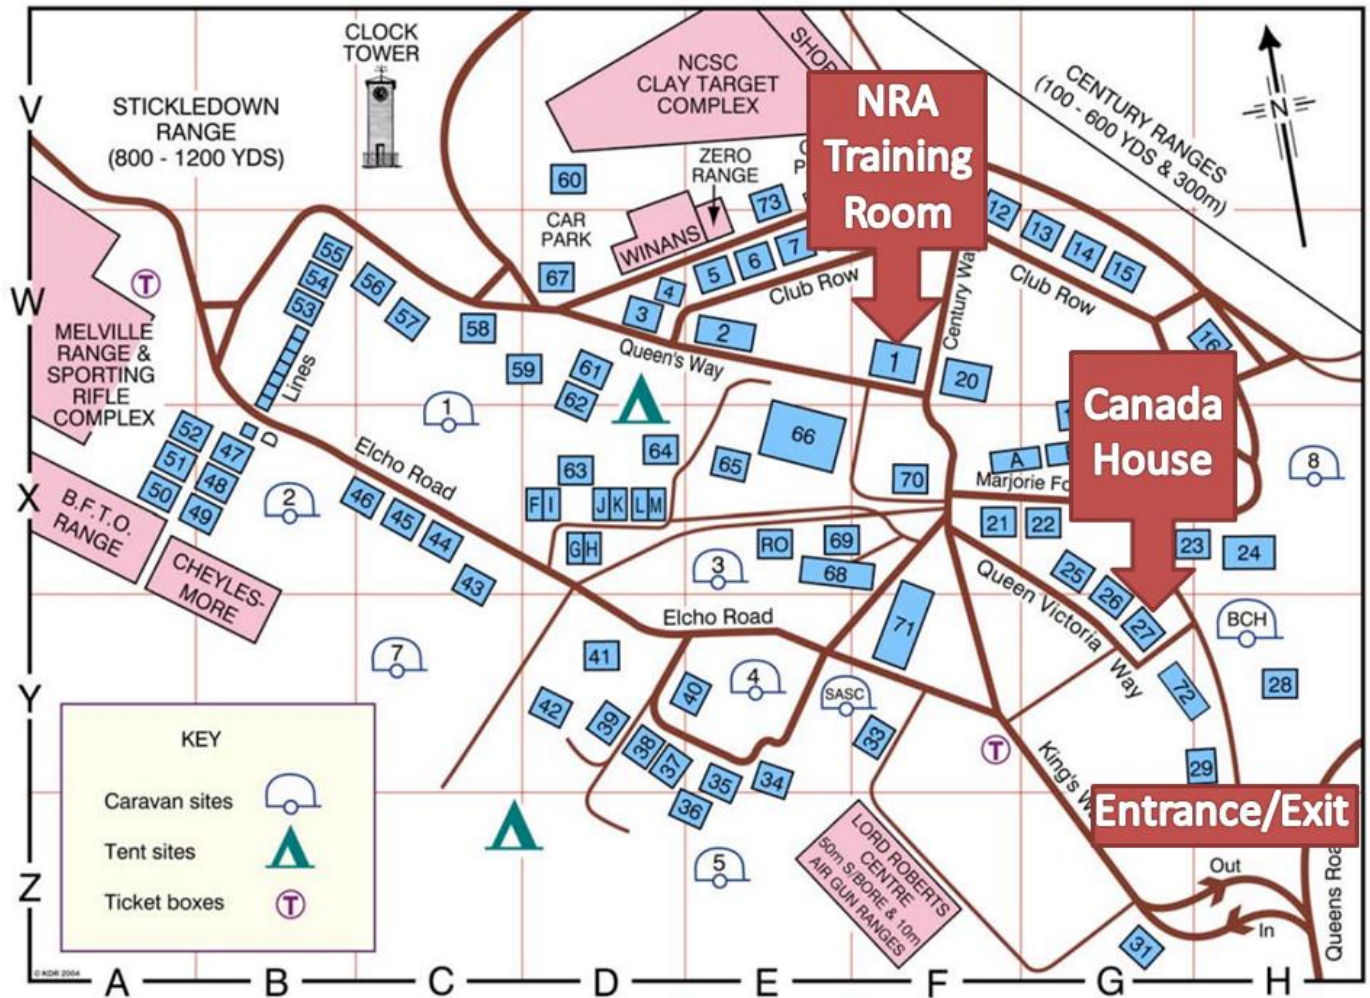 CLOCK
TOWER
NCSC
CLAY TARGET
COMPLEX
V
STICKLEDOWN
RANGE
(800 - 1200 YDS)
CENTURY RANGES
(100 - 600 YDS & 300m)
N
NRA
Training
Room
60
ZERO
RANGE
73
CAR
PARK
WINANS
12
13
14
15
55
54
53
56
57
58
67
5
6
7
4
3
2
Club Row
Club Row
Century Wa
W
T
MELVILLE
RANGE &
SPORTING
RIFLE
COMPLEX
Lines
59
61
62
Queen's Way
1
20
16
Canada
House
1
52
51
50
47
48
49
D
Elcho Road
64
63
65
66
70
A
8
X
B.F.T.O.
RANGE
2
46
45
44
43
F I
J K
L M
G H
RO
69
68
3
Marjorie Fo
21
22
23
24
CHEYLES-
MORE
25
26
27
Queen Victoria
Way
BCH
Elcho Road
71
7
41
42
40
4
SASC
72
28
Y
39
38
37
36
35
34
33
T
29
King's W
Entrance/Exit
KEY
Caravan sites
Tent sites
T
Ticket boxes
5
LORD ROBERTS
CENTRE
50m S/BORE & 10m
AIR GUN RANGES
Z
Out
In
31
Queens Roa
© KDR 2004
A B C D E F G H